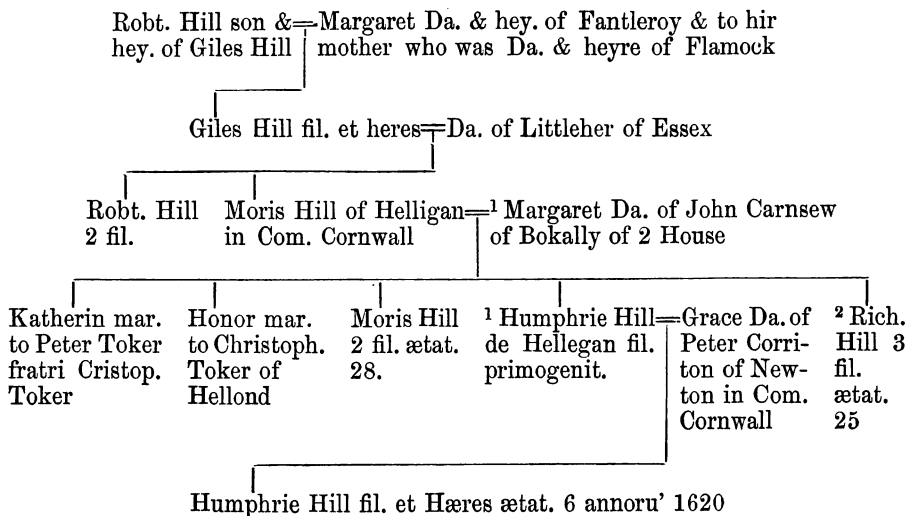 Robt. Hill son & Margaret Da. & hey. of Fantleroy & to hir
hey. of Giles Hill mother who was Da. & heyre of Flamock
Giles Hill fil. et heres Da. of Littleher of Essex
Robt. Hill
2 fil.
Moris Hill of Helligan
in Com. Cornwall
1 Margaret Da. of John Carnsew
of Bokally of 2 House
Katherin mar.
to Peter Toker
fratri Cristop.
Toker
Honor mar.
to Christoph.
Toker of
Hellond
Moris Hill
2 fil. ætat.
28.
1 Humphrie Hill
de Hellegan fil.
primogenit.
Grace Da. of
Peter Corri-
ton of New-
ton in Com.
Cornwall
2 Rich.
Hill 3
fil.
ætat.
25
Humphrie Hill fil. et Hæres ætat. 6 annoru' 1620